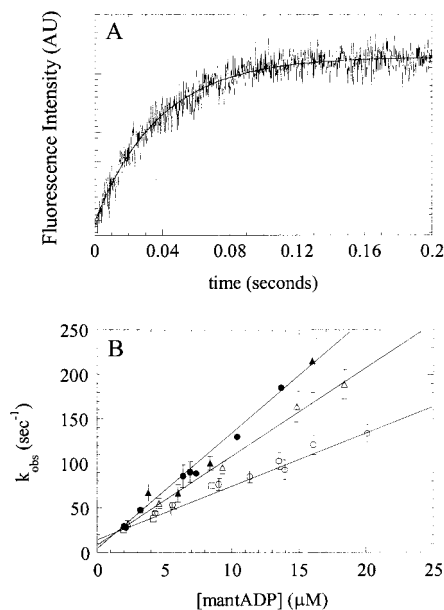 A
Fluorescence Intensity (AU)
0 0.04 0.08 0.12 0.16 0.2
time (seconds)
B
250
200
150
100
50
0
k_obs (sec⁻¹)
0 5 10 15 20 25
[mantADP] (µM)